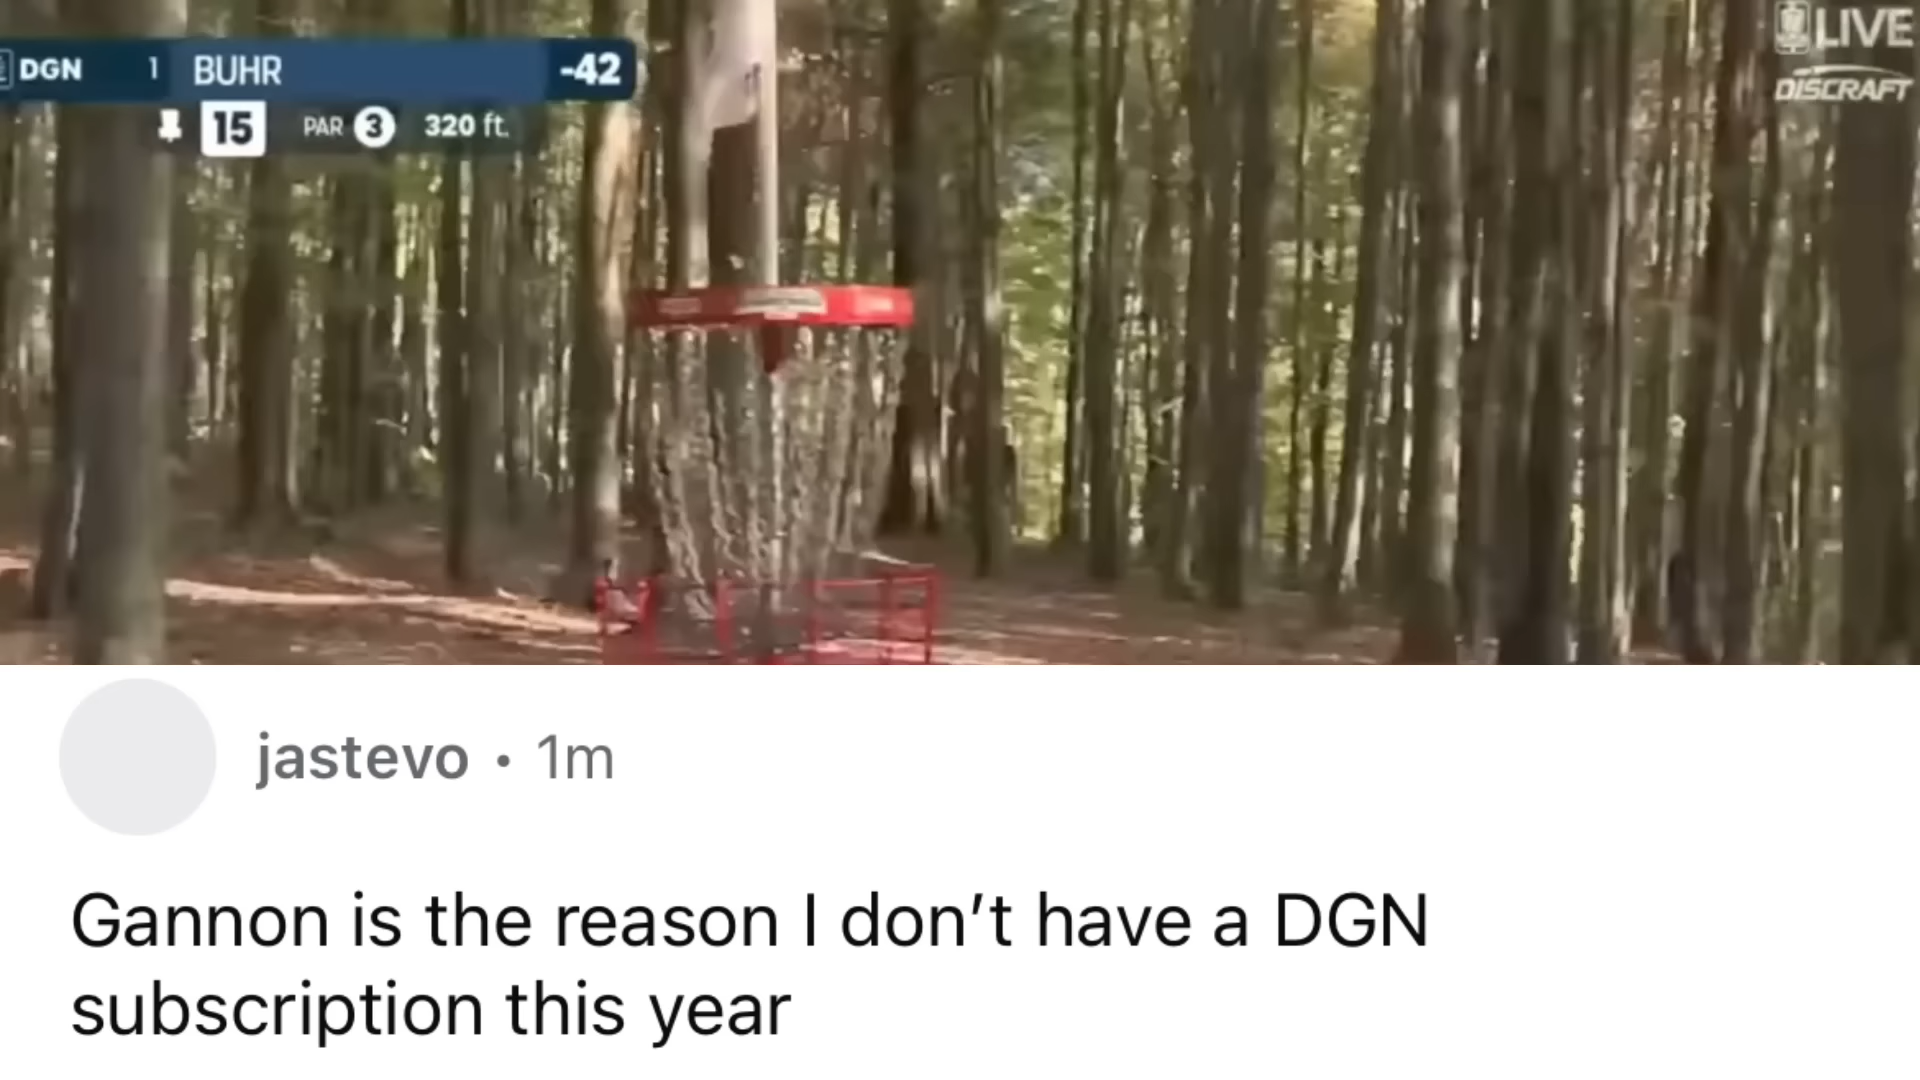 DGN 1 BUHR -42
15 PAR 3 320 ft.
LIVE
DISCRAFT
jastevo • 1m
Gannon is the reason I don’t have a DGN
subscription this year